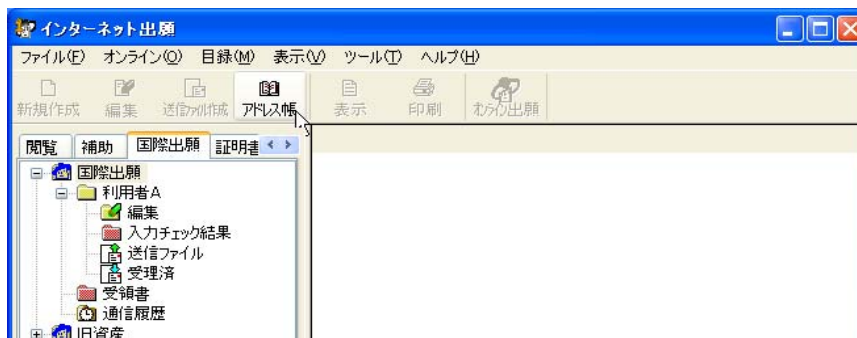 インターネット出願
ファイル(F) オンライン(O) 目録(M) 表示(V) ツール(T) ヘルプ(H)
新規作成 編集 送信ファイル作成 アドレス帳 表示 印刷 オンライン出願
閲覧 補助 国際出願 証明書
国際出願
利用者A
編集
入力チェック結果
送信ファイル
受理済
受領書
通信履歴
旧資産